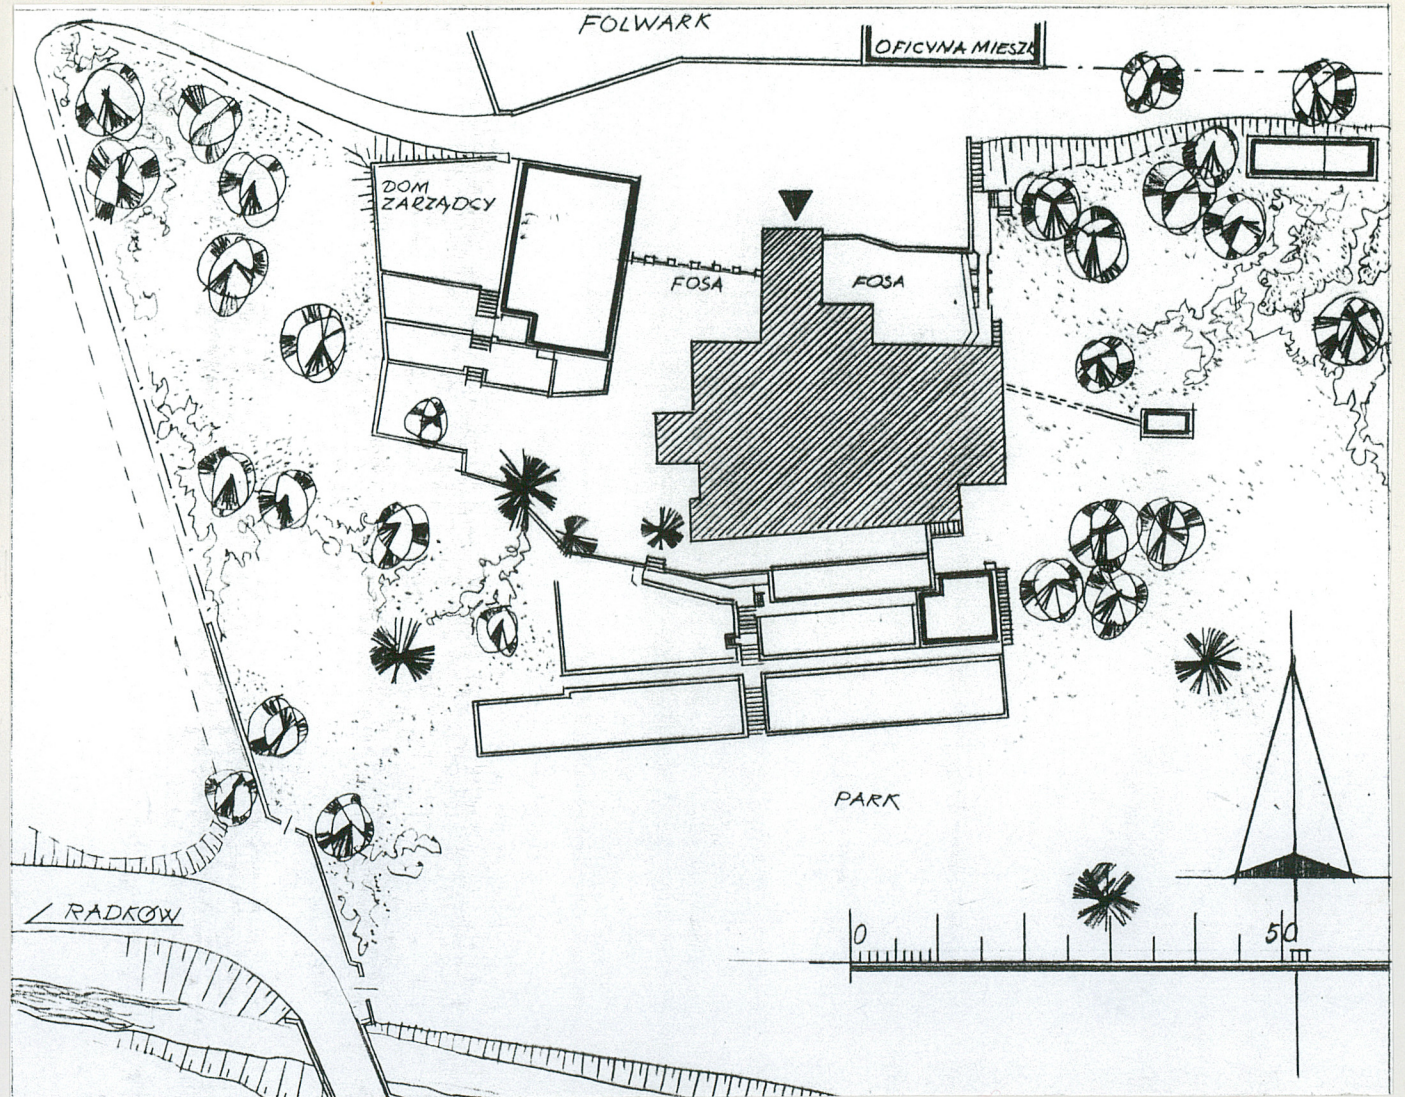 FOLWARK
OFICYNA MIESZK
DOM
ZARZĄDCY
FOSA
FOSA
PARK
RADKÓW
0
50